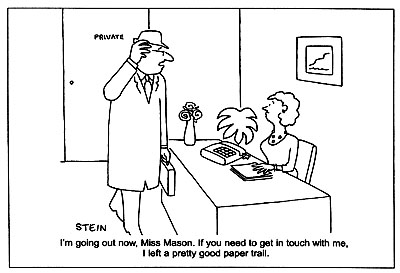 PRIVATE
STEIN
I'm going out now, Miss Mason. If you need to get in touch with me,
I left a pretty good paper trail.